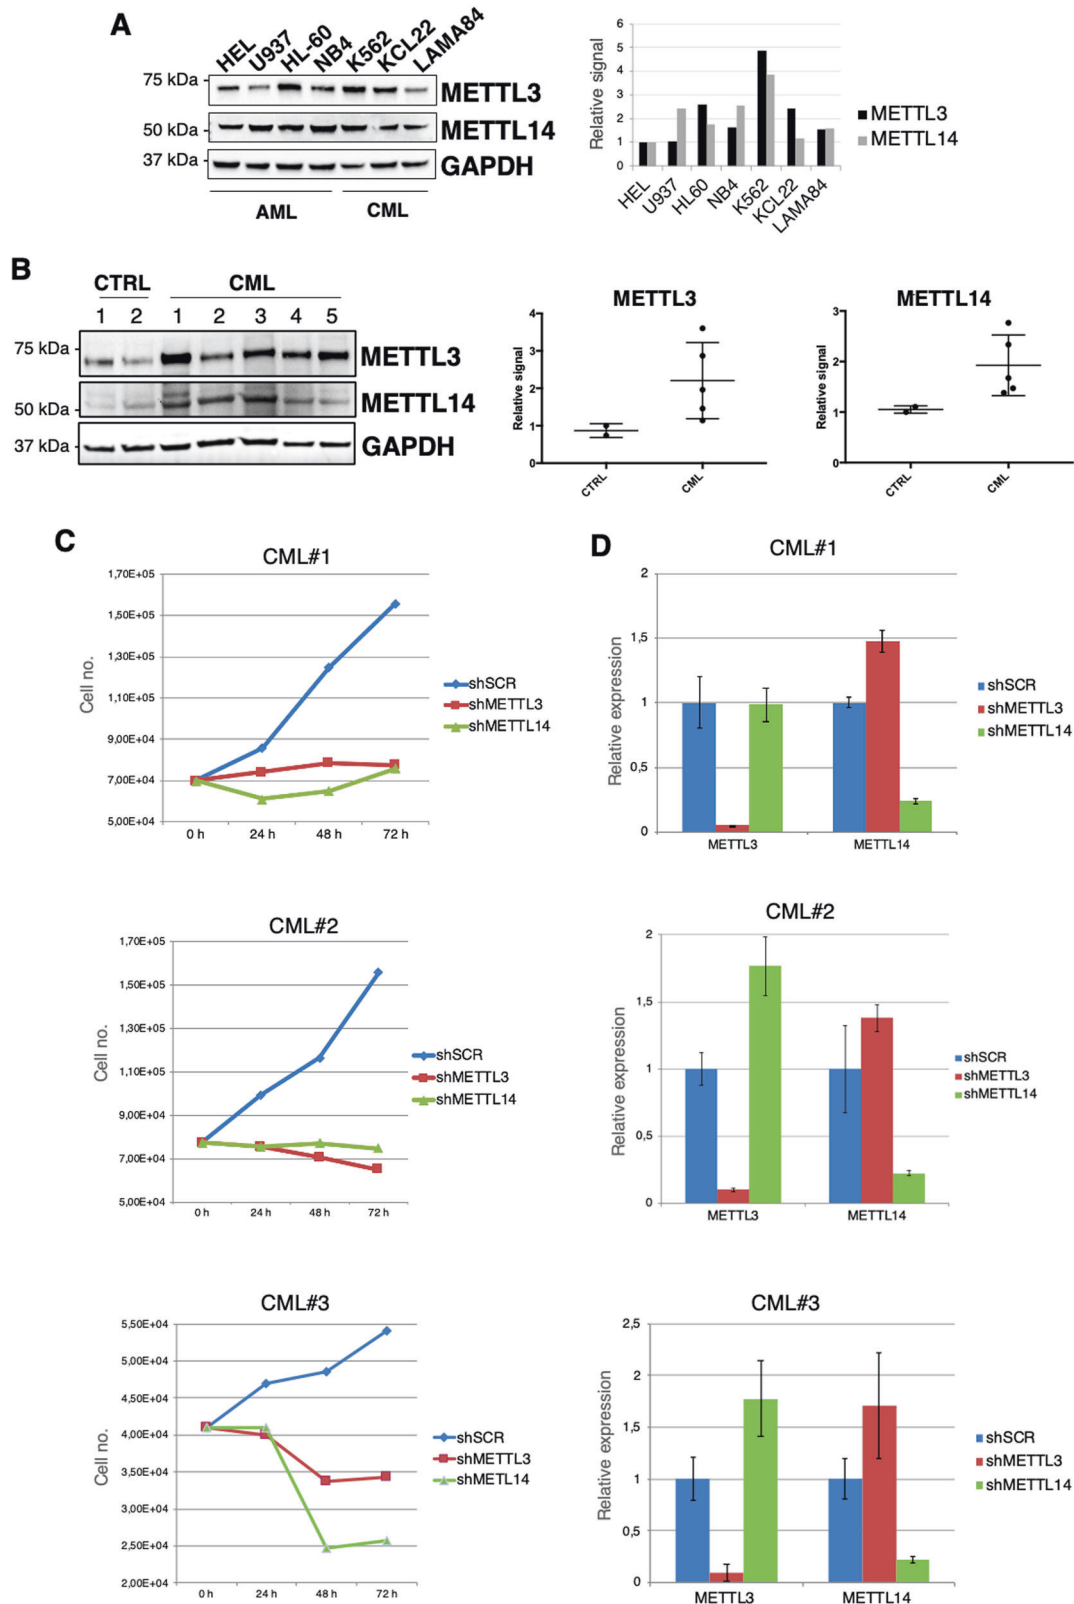 A
HEL
U937
HL-60
NB4
K562
KCL22
LAMA84
75 kDa
METTL3
50 kDa
METTL14
37 kDa
GAPDH
AML
CML
Relative signal
6
5
4
3
2
1
0
HEL
U937
HL60
NB4
K562
KCL22
LAMA84
METTL3
METTL14
B
CTRL
CML
1 2 1 2 3 4 5
75 kDa
METTL3
50 kDa
METTL14
37 kDa
GAPDH
METTL3
Relative signal
4
3
2
1
0
CTRL
CML
METTL14
Relative signal
3
2
1
0
CTRL
CML
C
CML#1
Cell no.
1,70E+05
1,50E+05
1,30E+05
1,10E+05
9,00E+04
7,00E+04
5,00E+04
0 h 24 h 48 h 72 h
shSCR
shMETTL3
shMETTL14
D
CML#1
Relative expression
2
1,5
1
0,5
0
METTL3 METTL14
shSCR
shMETTL3
shMETTL14
CML#2
Cell no.
1,70E+05
1,50E+05
1,30E+05
1,10E+05
9,00E+04
7,00E+04
5,00E+04
0 h 24 h 48 h 72 h
shSCR
shMETTL3
shMETTL14
CML#2
Relative expression
2
1,5
1
0,5
0
METTL3 METTL14
shSCR
shMETTL3
shMETTL14
CML#3
Cell no.
5,50E+04
5,00E+04
4,50E+04
4,00E+04
3,50E+04
3,00E+04
2,50E+04
2,00E+04
0 h 24 h 48 h 72 h
shSCR
shMETTL3
shMETL14
CML#3
Relative expression
2,5
2
1,5
1
0,5
0
METTL3 METTL14
shSCR
shMETTL3
shMETTL14